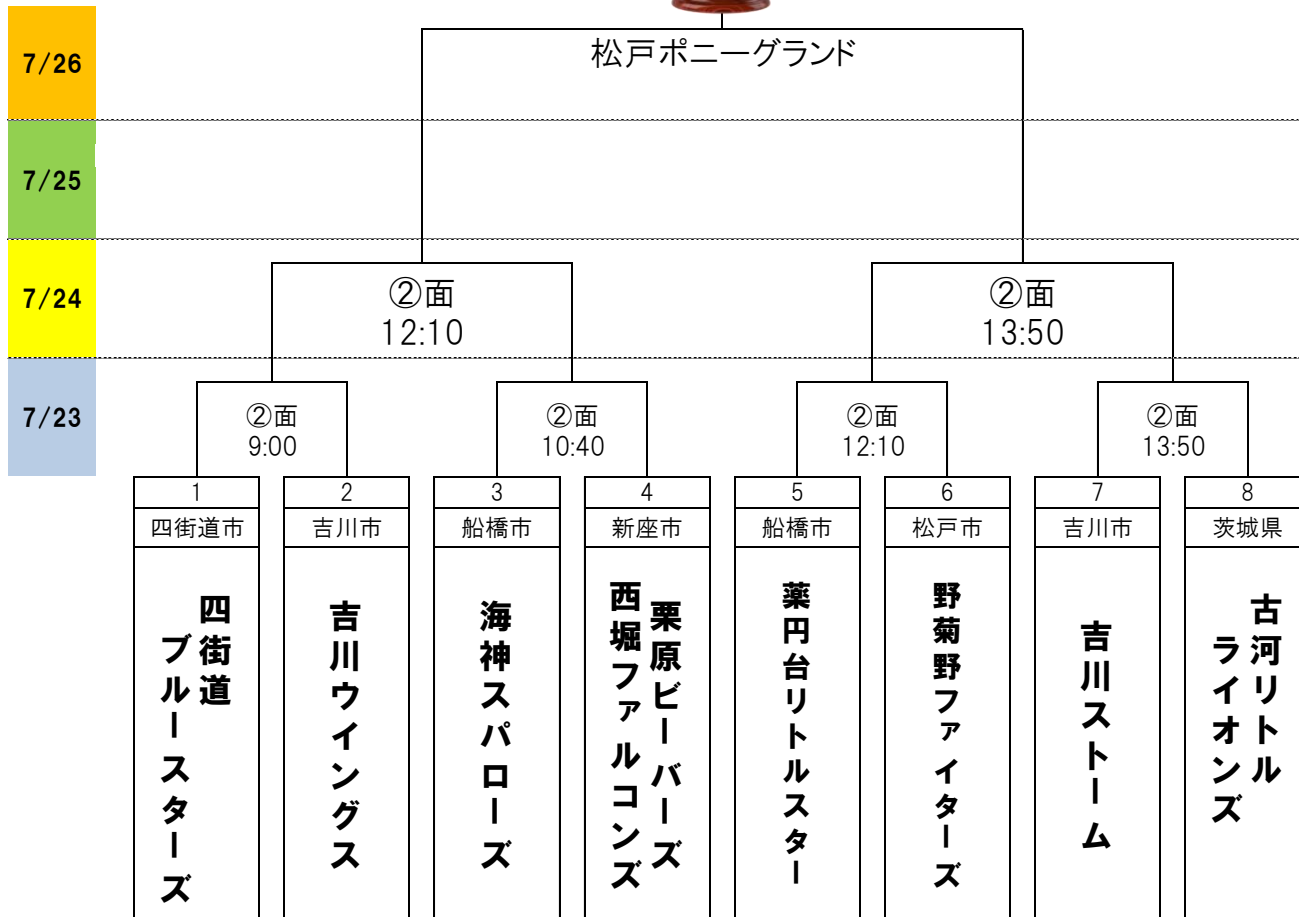 7/26
松戸ポニーグランド
7/25
7/24
②面
12:10
②面
13:50
7/23
②面
9:00
②面
10:40
②面
12:10
②面
13:50
1
2
3
4
5
6
7
8
四街道市
吉川市
船橋市
新座市
船橋市
松戸市
吉川市
茨城県
四街道
ブルースターズ
吉川ウイングス
海神スパローズ
栗原ビーバーズ
西堀ファルコンズ
薬円台リトルスター
野菊野ファイターズ
吉川ストーム
古河リトル
ライオンズ